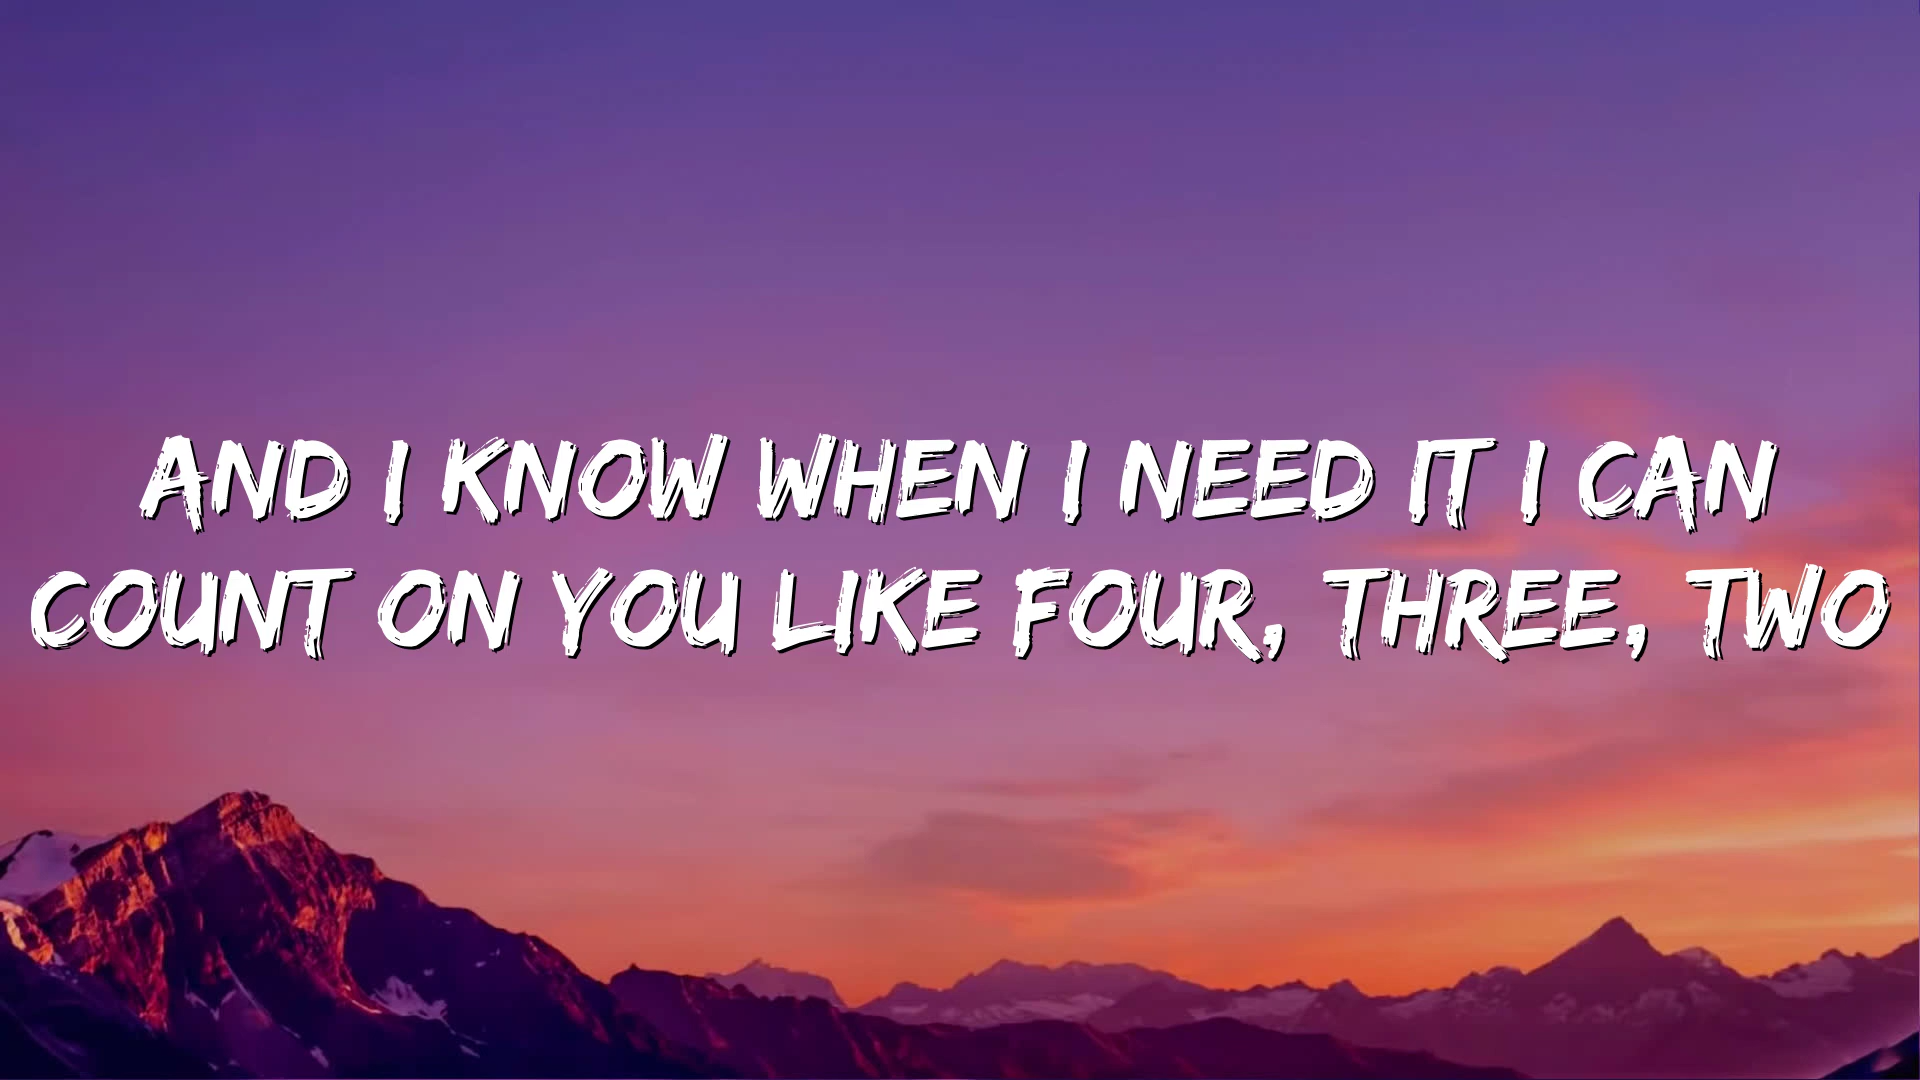 AND I KNOW WHEN I NEED IT I CAN
COUNT ON YOU LIKE FOUR, THREE, TWO